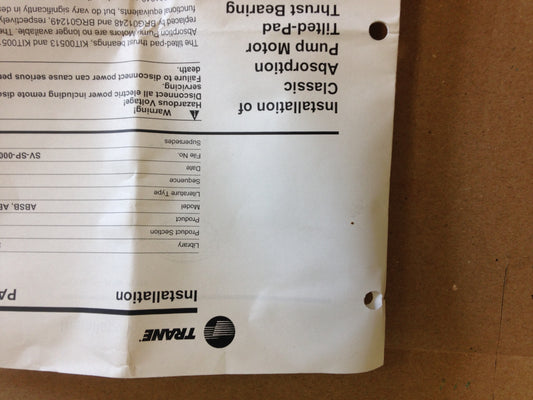 TRANE
Installation
PA
Library
Product Section
Product
Model ABSB, AB
Literature Type
Sequence
Date
File No. SV-SP-000
Supersedes
Installation of
Classic
Absorption
Pump Motor
Tilted-Pad
Thrust Bearing
Warning!
Hazardous Voltage!
Disconnect all electric power including remote disc
servicing.
Failure to disconnect power can cause serious per
death.
The tilted-pad thrust bearings, KIT00513 and KIT005
Absorption Pump Motors are no longer available. The
replaced by BRG01248 and BRG01249, respectively
functional equivalents, but do vary significantly in des